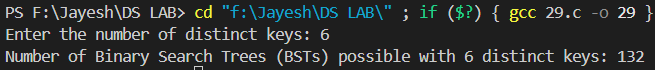 PS F:\Jayesh\DS LAB> cd "f:\Jayesh\DS LAB\" ; if ($?) { gcc 29.c -o 29 }
Enter the number of distinct keys: 6
Number of Binary Search Trees (BSTs) possible with 6 distinct keys: 132